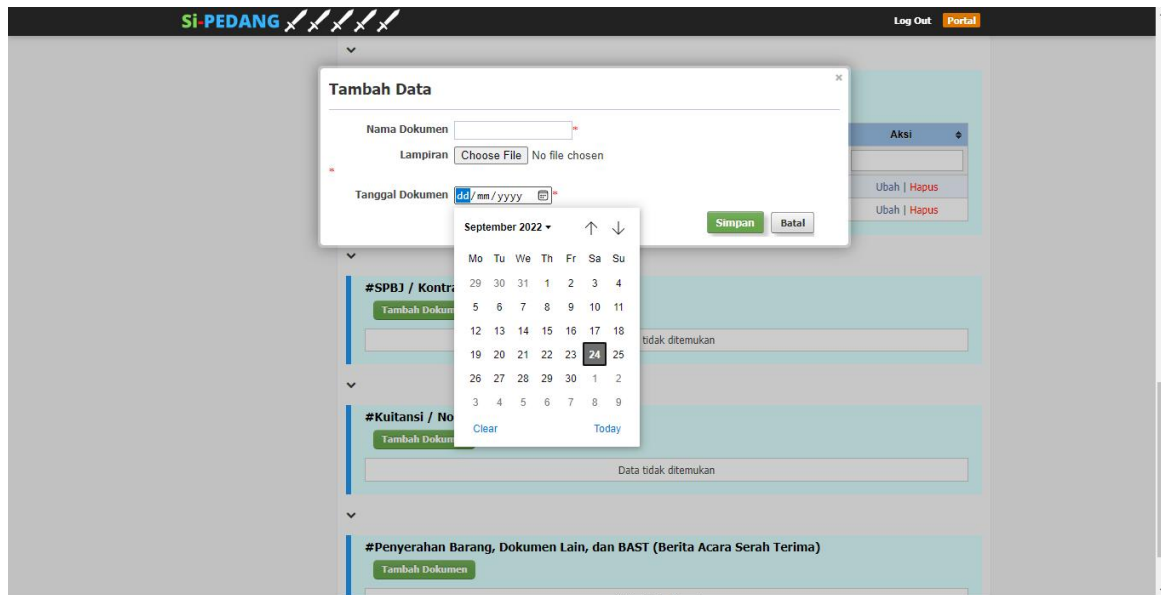 Si-PEDANG
Log Out Portal
Tambah Data
×
Nama Dokumen *
Lampiran Choose File No file chosen
*
Tanggal Dokumen dd/mm/yyyy *
Simpan Batal
September 2022
Mo Tu We Th Fr Sa Su
29 30 31 1 2 3 4
5 6 7 8 9 10 11
12 13 14 15 16 17 18
19 20 21 22 23 24 25
26 27 28 29 30 1 2
3 4 5 6 7 8 9
Clear Today
Aksi
Ubah | Hapus
Ubah | Hapus
#SPBJ / Kontra
Tambah Dokum
tidak ditemukan
#Kuitansi / No
Tambah Dokum
Data tidak ditemukan
#Penyerahan Barang, Dokumen Lain, dan BAST (Berita Acara Serah Terima)
Tambah Dokumen